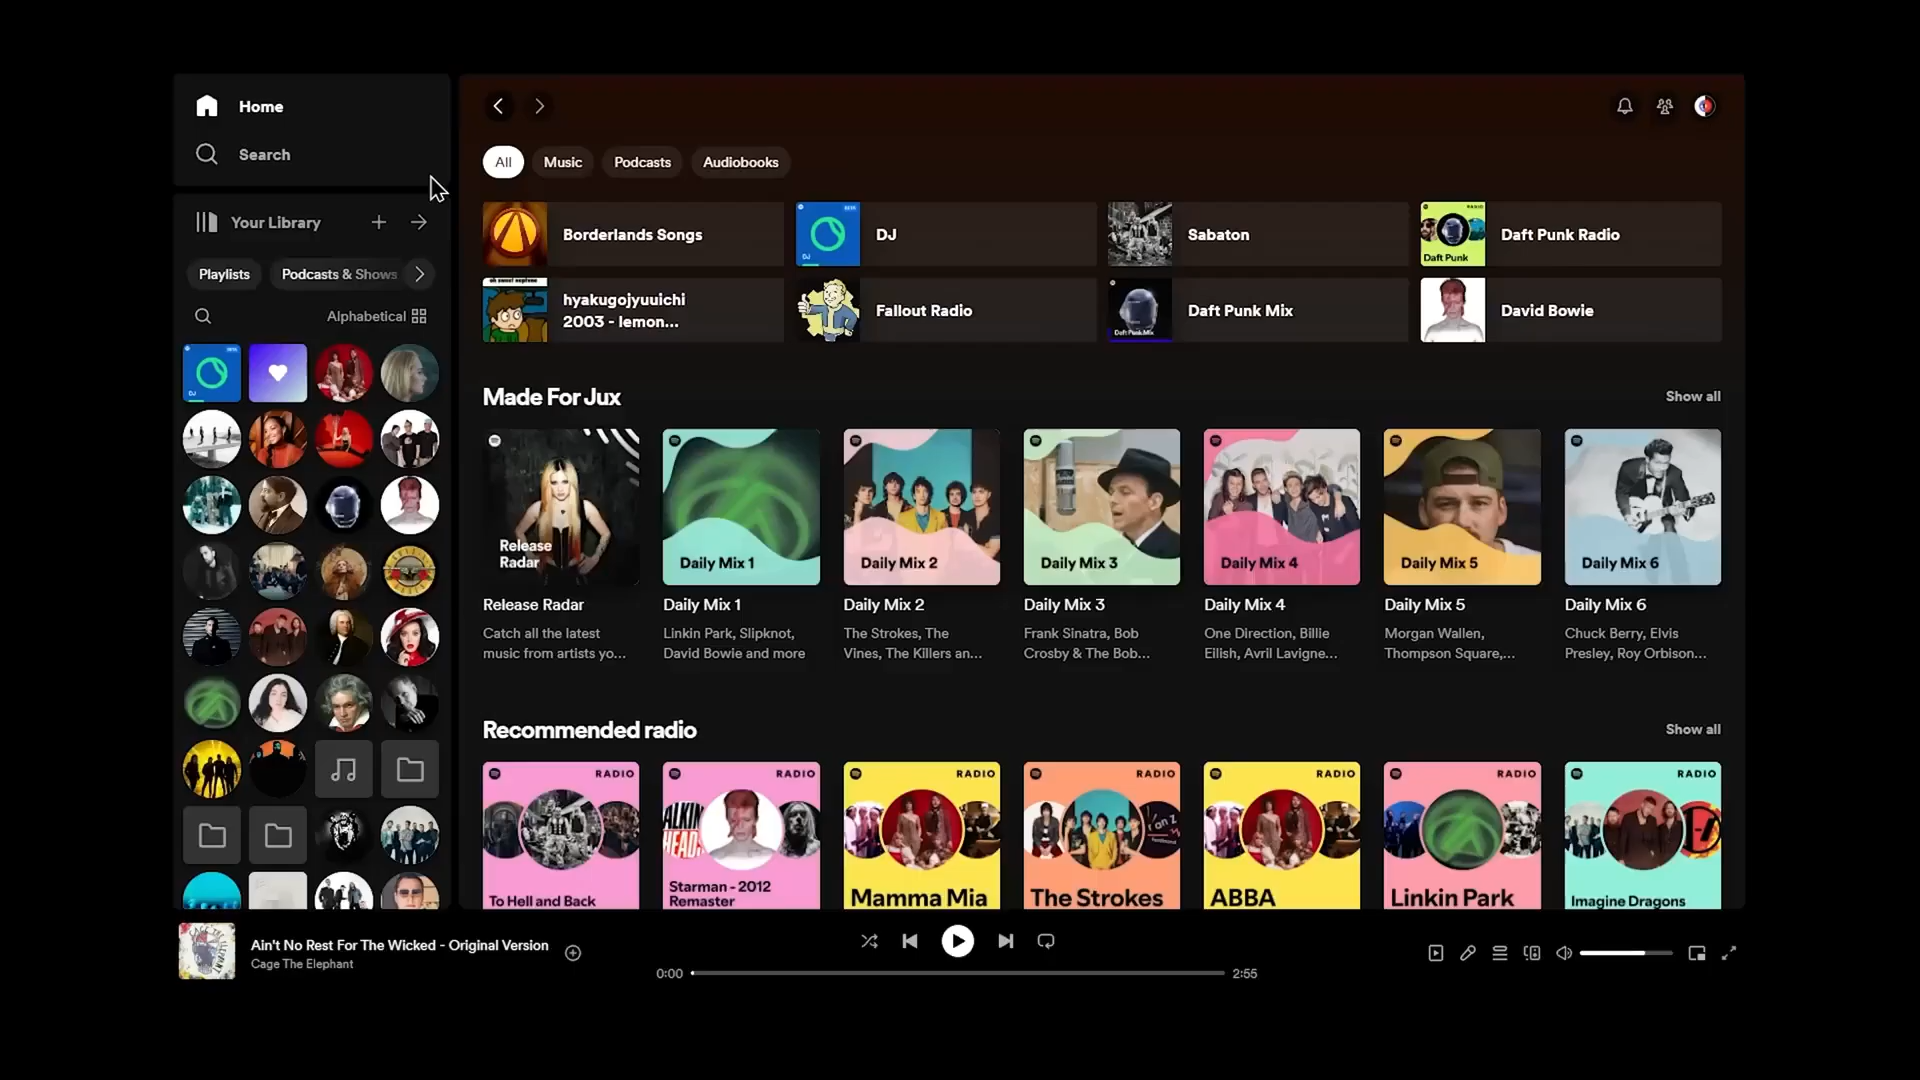 Home
Search
Your Library
Playlists
Podcasts & Shows
Alphabetical
DJ
All
Music
Podcasts
Audiobooks
Borderlands Songs
DJ
Sabaton
RADIO
Daft Punk
Daft Punk Radio
hyakugojyuuichi
2003 - lemon...
Fallout Radio
Daft Punk Mix
Daft Punk Mix
David Bowie
Made For Jux
Show all
Release
Radar
Daily Mix 1
Daily Mix 2
Daily Mix 3
Daily Mix 4
Daily Mix 5
Daily Mix 6
Release Radar
Catch all the latest
music from artists yo...
Daily Mix 1
Linkin Park, Slipknot,
David Bowie and more
Daily Mix 2
The Strokes, The
Vines, The Killers an...
Daily Mix 3
Frank Sinatra, Bob
Crosby & The Bob...
Daily Mix 4
One Direction, Billie
Eilish, Avril Lavigne...
Daily Mix 5
Morgan Wallen,
Thompson Square,...
Daily Mix 6
Chuck Berry, Elvis
Presley, Roy Orbison...
Recommended radio
Show all
RADIO
To Hell and Back
RADIO
Starman - 2012
Remaster
RADIO
Mamma Mia
RADIO
The Strokes
RADIO
ABBA
RADIO
Linkin Park
RADIO
Imagine Dragons
Ain't No Rest For The Wicked - Original Version
Cage The Elephant
0:00
2:55